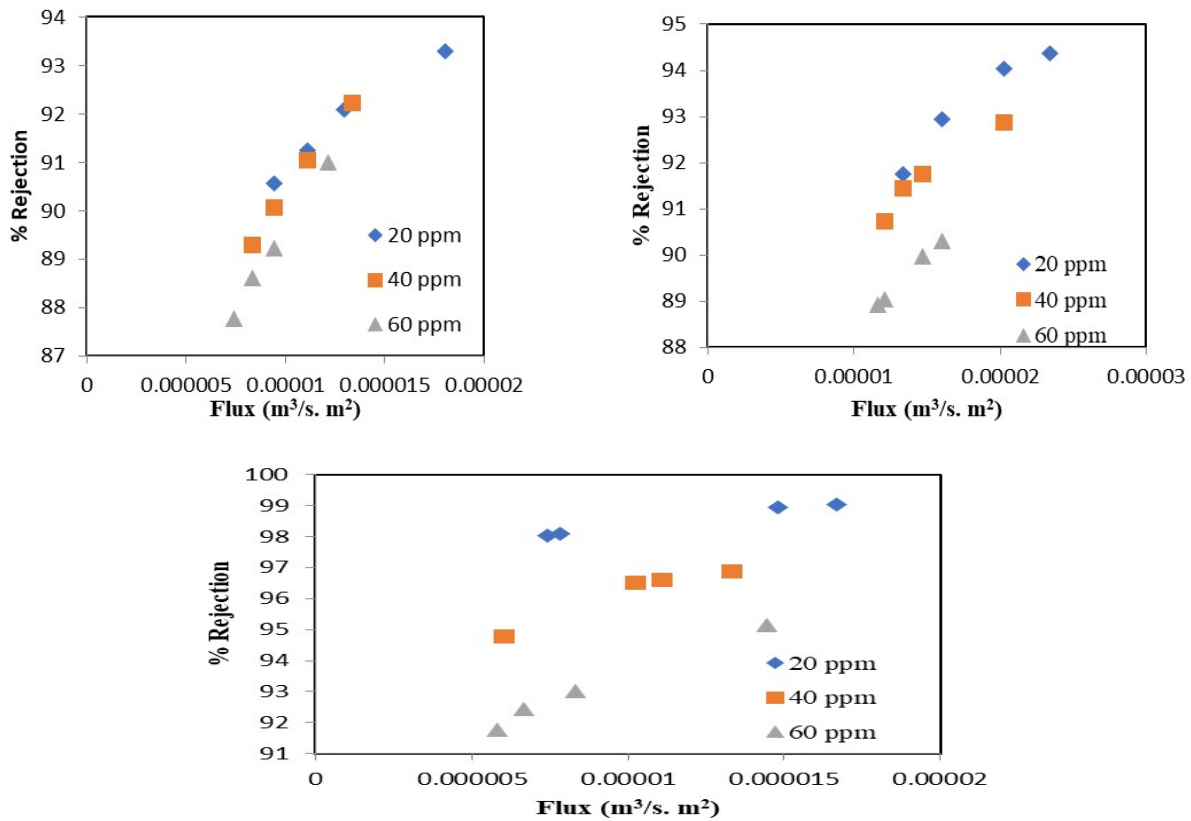 94
93
92
91
90
89
88
87
% Rejection
20 ppm
40 ppm
60 ppm
0 0.000005 0.00001 0.000015 0.00002
Flux (m³/s. m²)
95
94
93
92
91
90
89
88
% Rejection
20 ppm
40 ppm
60 ppm
0 0.00001 0.00002 0.00003
Flux (m³/s. m²)
100
99
98
97
96
95
94
93
92
91
% Rejection
20 ppm
40 ppm
60 ppm
0 0.000005 0.00001 0.000015 0.00002
Flux (m³/s. m²)